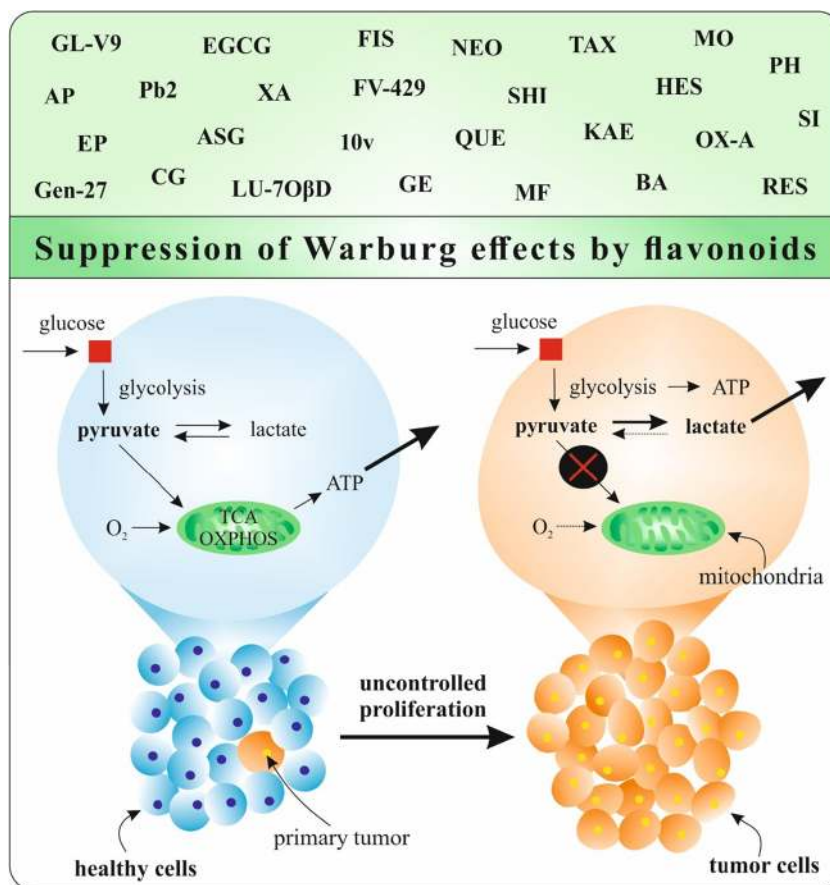 GL-V9 EGCG FIS NEO TAX MO PH
AP Pb2 XA FV-429 SHI HES SI
EP ASG 10v QUE KAE OX-A
Gen-27 CG LU-7OβD GE MF BA RES
Suppression of Warburg effects by flavonoids
glucose
glycolysis
pyruvate
lactate
ATP
O₂
TCA
OXPHOS
glucose
glycolysis
ATP
pyruvate
lactate
O₂
mitochondria
uncontrolled
proliferation
primary tumor
healthy cells
tumor cells